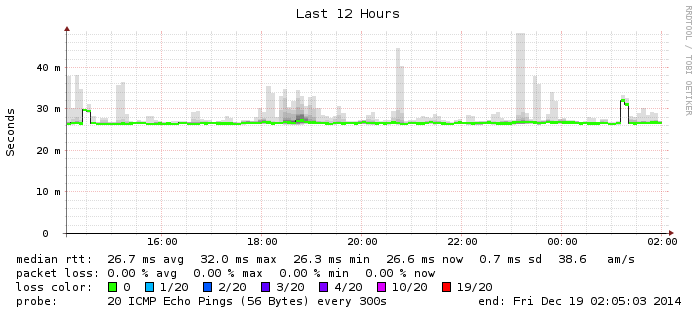 Last 12 Hours
RRDTOOL / TOBI OETIKER
Seconds
40 m
30 m
20 m
10 m
0
16:00 18:00 20:00 22:00 00:00 02:00
median rtt: 26.7 ms avg 32.0 ms max 26.3 ms min 26.6 ms now 0.7 ms sd 38.6 am/s
packet loss: 0.00 % avg 0.00 % max 0.00 % min 0.00 % now
loss color: 0 1/20 2/20 3/20 4/20 10/20 19/20
probe: 20 ICMP Echo Pings (56 Bytes) every 300s end: Fri Dec 19 02:05:03 2014